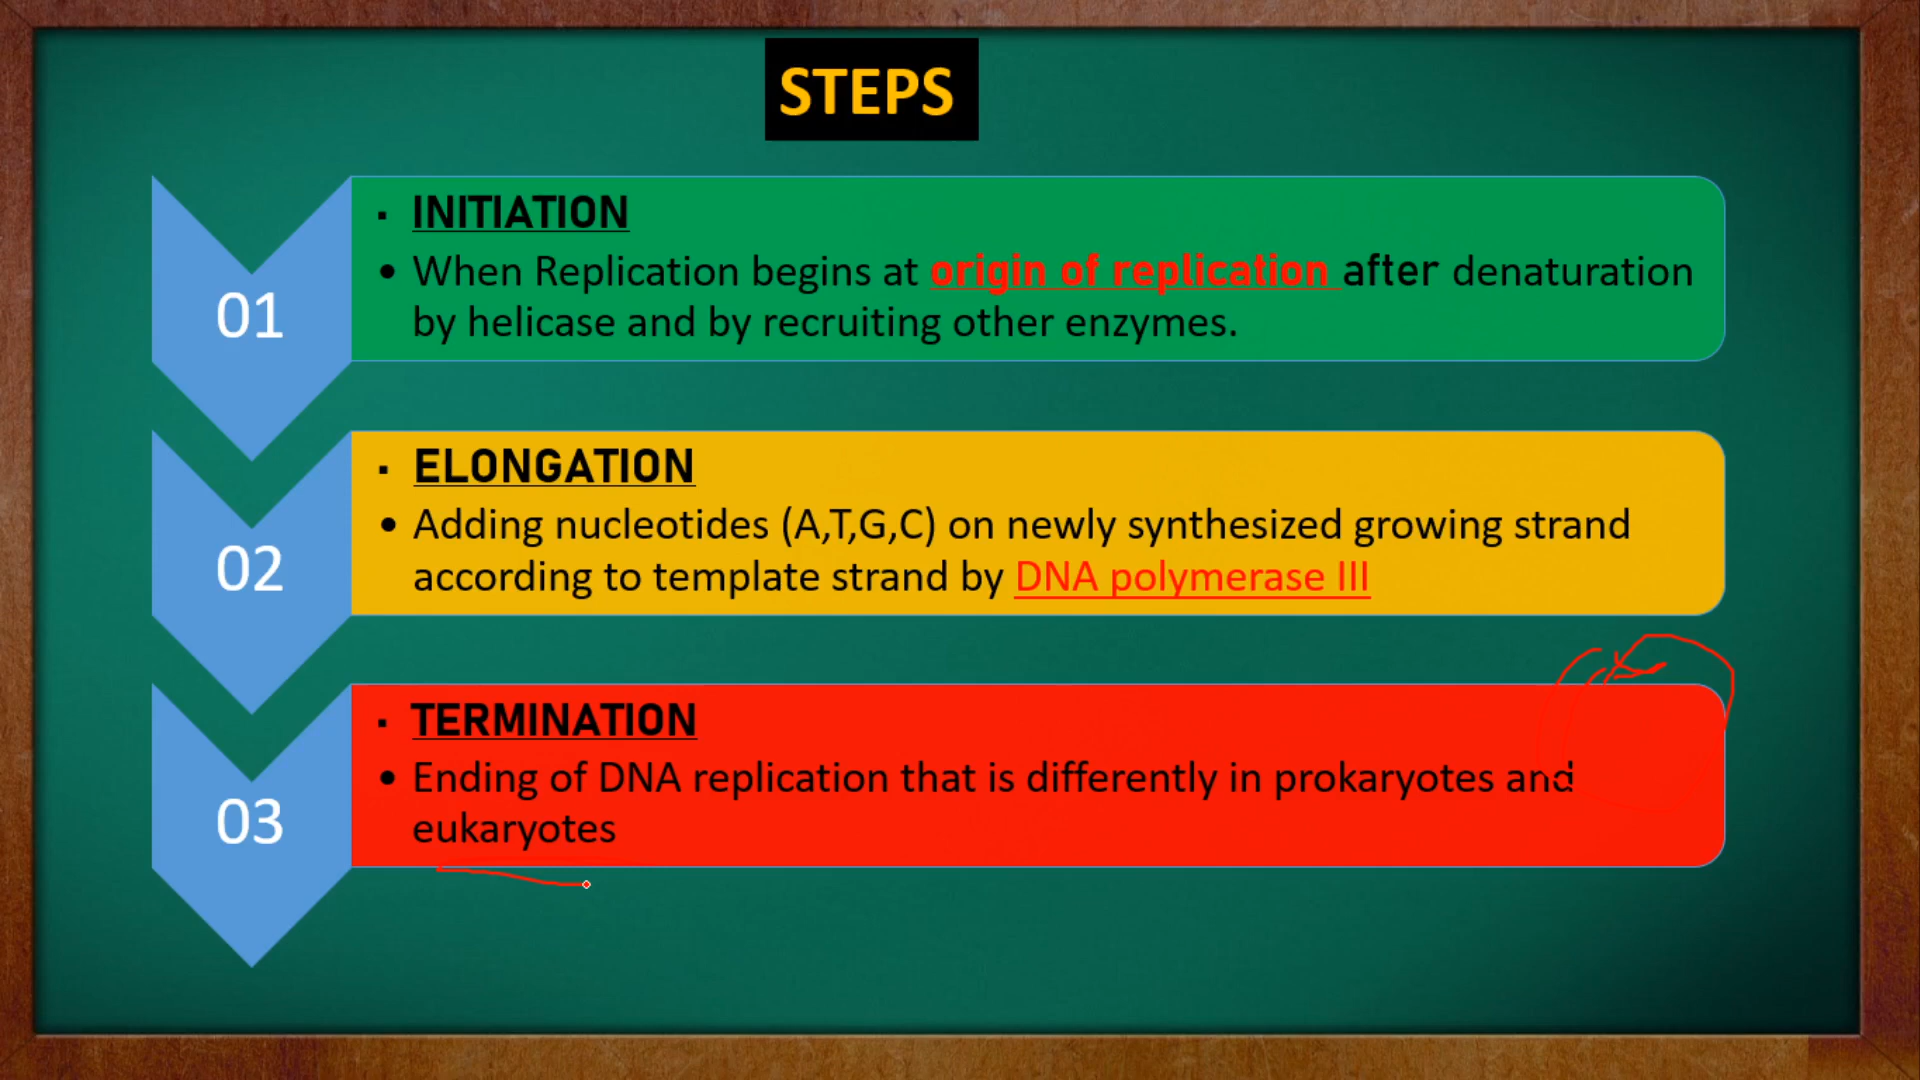 STEPS
01
▪ INITIATION
• When Replication begins at origin of replication after denaturation
by helicase and by recruiting other enzymes.
02
▪ ELONGATION
• Adding nucleotides (A,T,G,C) on newly synthesized growing strand
according to template strand by DNA polymerase III
03
▪ TERMINATION
• Ending of DNA replication that is differently in prokaryotes and
eukaryotes